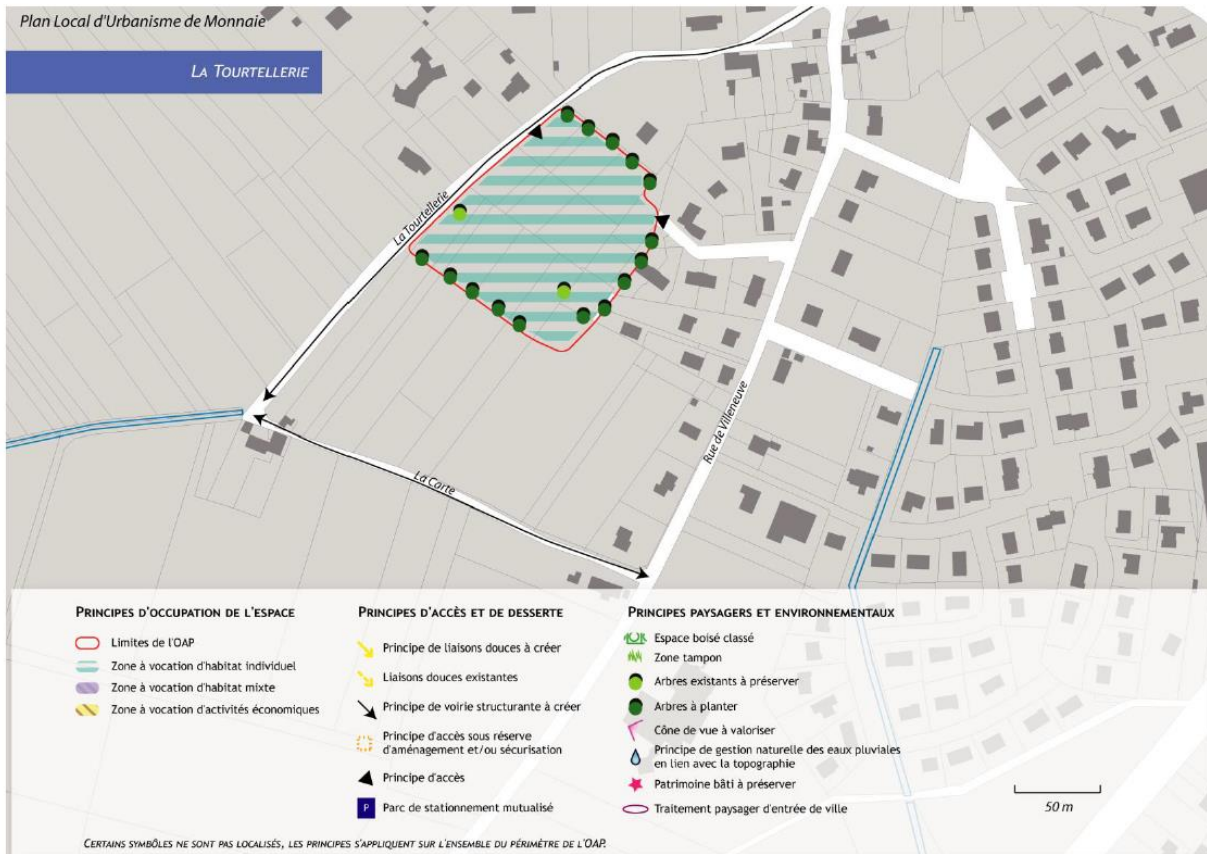 Plan Local d'Urbanisme de Monnaie
LA TOURTELLERIE
La Tourtellerie
Rue de Villeneuve
La Carte
PRINCIPES D'OCCUPATION DE L'ESPACE
Limites de l'OAP
Zone à vocation d'habitat individuel
Zone à vocation d'habitat mixte
Zone à vocation d'activités économiques
PRINCIPES D'ACCÈS ET DE DESSERTE
Principe de liaisons douces à créer
Liaisons douces existantes
Principe de voirie structurante à créer
Principe d'accès sous réserve
d'aménagement et/ou sécurisation
Principe d'accès
P Parc de stationnement mutualisé
PRINCIPES PAYSAGERS ET ENVIRONNEMENTAUX
Espace boisé classé
Zone tampon
Arbres existants à préserver
Arbres à planter
Cône de vue à valoriser
Principe de gestion naturelle des eaux pluviales
en lien avec la topographie
Patrimoine bâti à préserver
Traitement paysager d'entrée de ville
50 m
CERTAINS SYMBÔLES NE SONT PAS LOCALISÉS, LES PRINCIPES S'APPLIQUENT SUR L'ENSEMBLE DU PÉRIMÈTRE DE L'OAP.